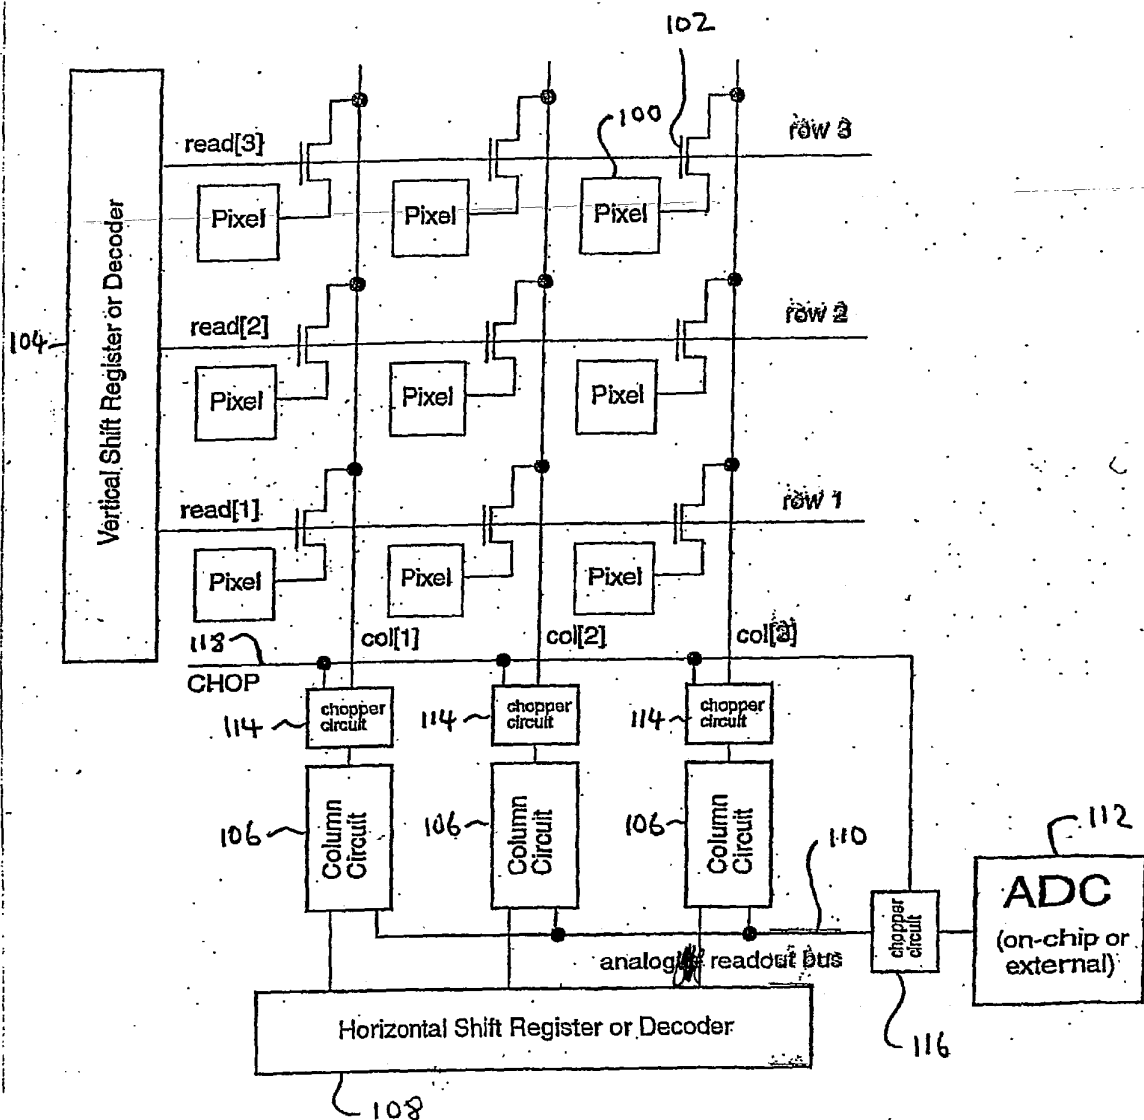 102
100
read[3]
row 3
Pixel
Pixel
Pixel
Vertical Shift Register or Decoder
104
read[2]
row 2
Pixel
Pixel
Pixel
read[1]
row 1
Pixel
Pixel
Pixel
118
col[1]
col[2]
col[3]
CHOP
114
chopper
circuit
114
chopper
circuit
114
chopper
circuit
106
Column
Circuit
106
Column
Circuit
106
Column
Circuit
110
112
ADC
(on-chip or
external)
chopper
circuit
analog readout bus
116
Horizontal Shift Register or Decoder
108